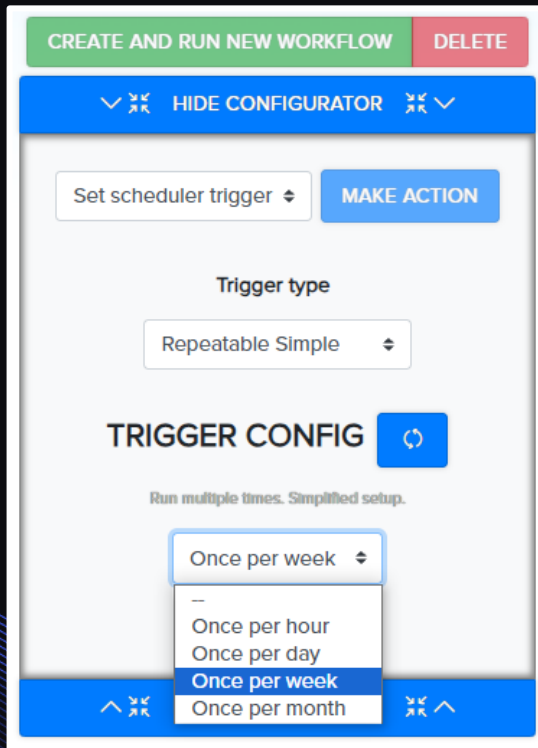 CREATE AND RUN NEW WORKFLOW DELETE
HIDE CONFIGURATOR
Set scheduler trigger MAKE ACTION
Trigger type
Repeatable Simple
TRIGGER CONFIG
Run multiple times. Simplified setup.
Once per week
--
Once per hour
Once per day
Once per week
Once per month